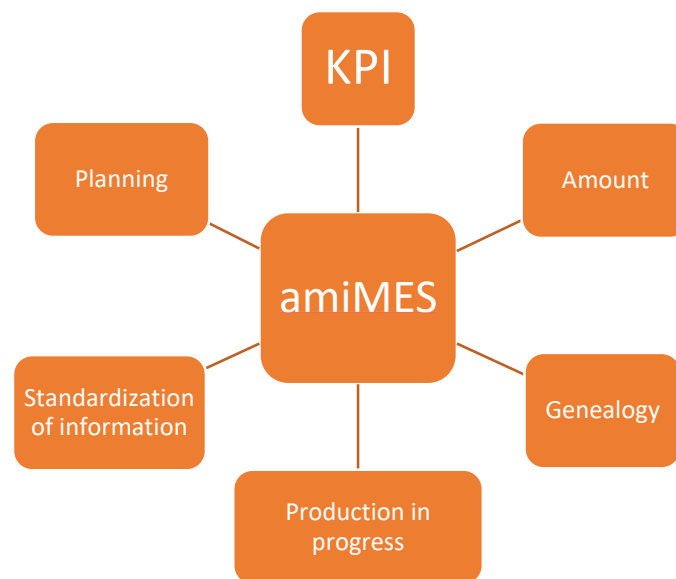 KPI
Planning
Amount
amiMES
Standardization
of information
Genealogy
Production in
progress